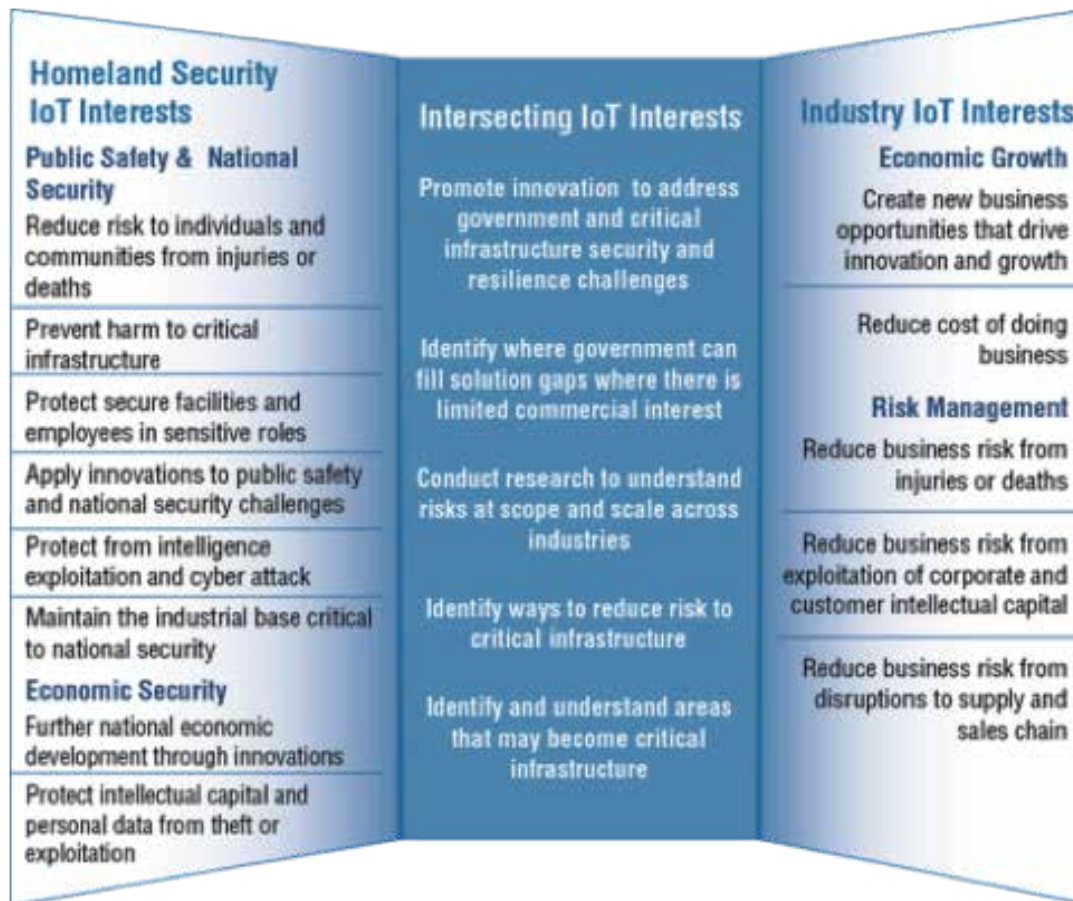 Homeland Security
IoT Interests
Public Safety & National
Security
Reduce risk to individuals and
communities from injuries or
deaths
Prevent harm to critical
infrastructure
Protect secure facilities and
employees in sensitive roles
Apply innovations to public safety
and national security challenges
Protect from intelligence
exploitation and cyber attack
Maintain the industrial base critical
to national security
Economic Security
Further national economic
development through innovations
Protect intellectual capital and
personal data from theft or
exploitation
Intersecting IoT Interests
Promote innovation to address
government and critical
infrastructure security and
resilience challenges
Identify where government can
fill solution gaps where there is
limited commercial interest
Conduct research to understand
risks at scope and scale across
industries
Identify ways to reduce risk to
critical infrastructure
Identify and understand areas
that may become critical
infrastructure
Industry IoT Interests
Economic Growth
Create new business
opportunities that drive
innovation and growth
Reduce cost of doing
business
Risk Management
Reduce business risk from
injuries or deaths
Reduce business risk from
exploitation of corporate and
customer intellectual capital
Reduce business risk from
disruptions to supply and
sales chain